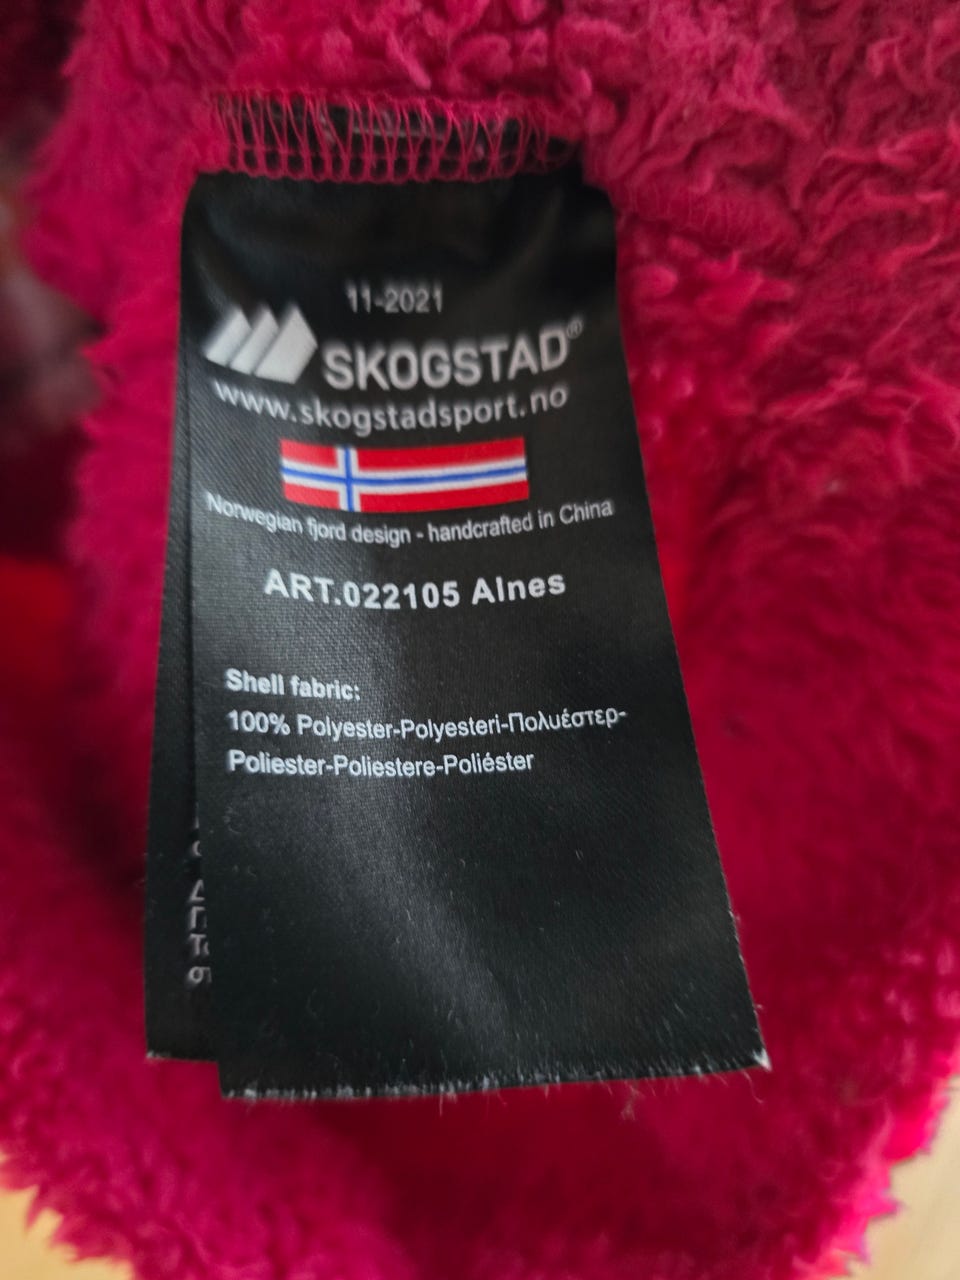 11-2021
SKOGSTAD®
www.skogstadsport.no
Norwegian fjord design - handcrafted in China
ART.022105 Alnes
Shell fabric:
100% Polyester-Polyesteri-Πολυέστερ-
Poliester-Poliestere-Poliéster